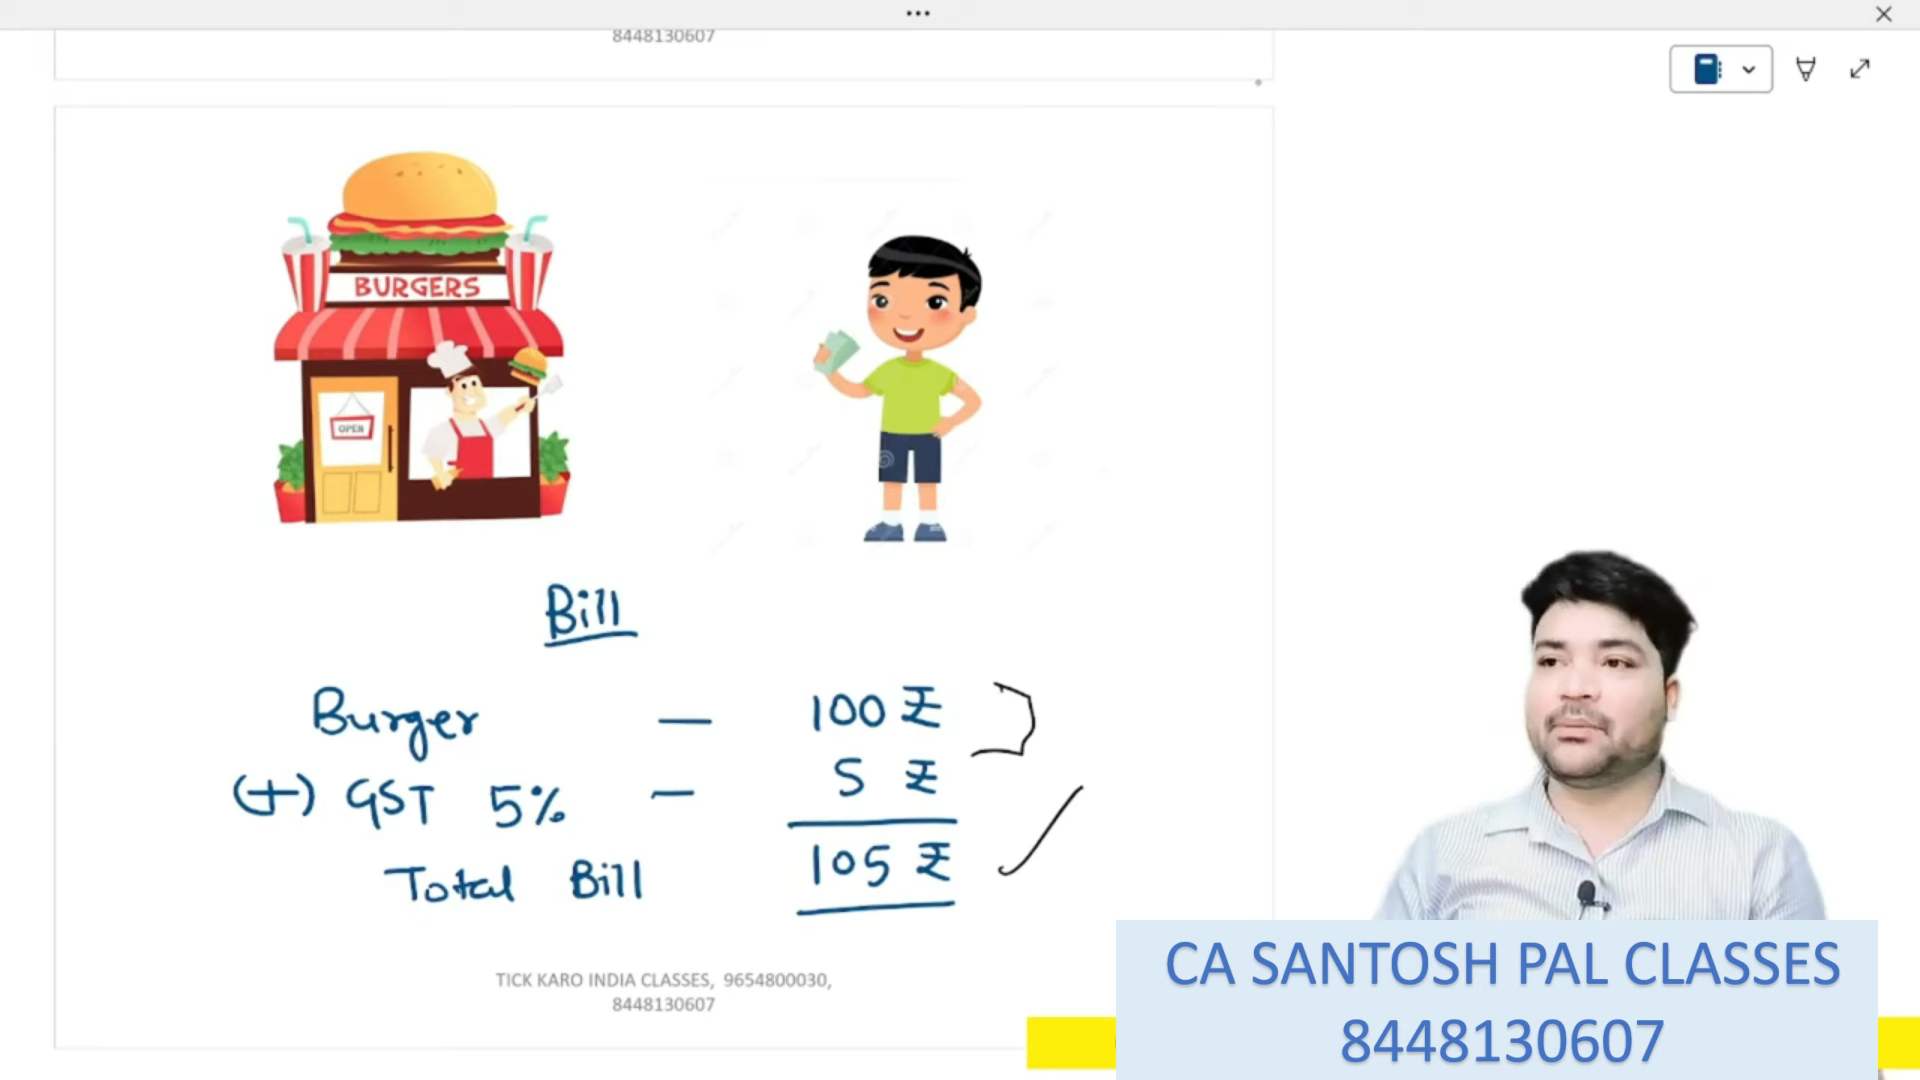 8448130607
BURGERS
OPEN
Bill
Burger — 100 ₹
(+) GST 5% — 5 ₹
Total Bill 105 ₹
TICK KARO INDIA CLASSES, 9654800030,
8448130607
CA SANTOSH PAL CLASSES
8448130607